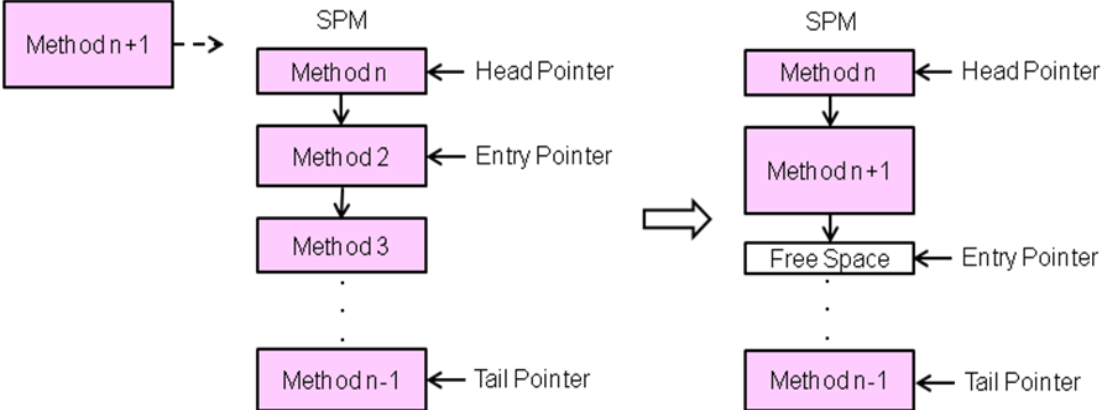 Method n+1
SPM
Method n
Head Pointer
Method 2
Entry Pointer
Method 3
Method n-1
Tail Pointer
SPM
Method n
Head Pointer
Method n+1
Free Space
Entry Pointer
Method n-1
Tail Pointer